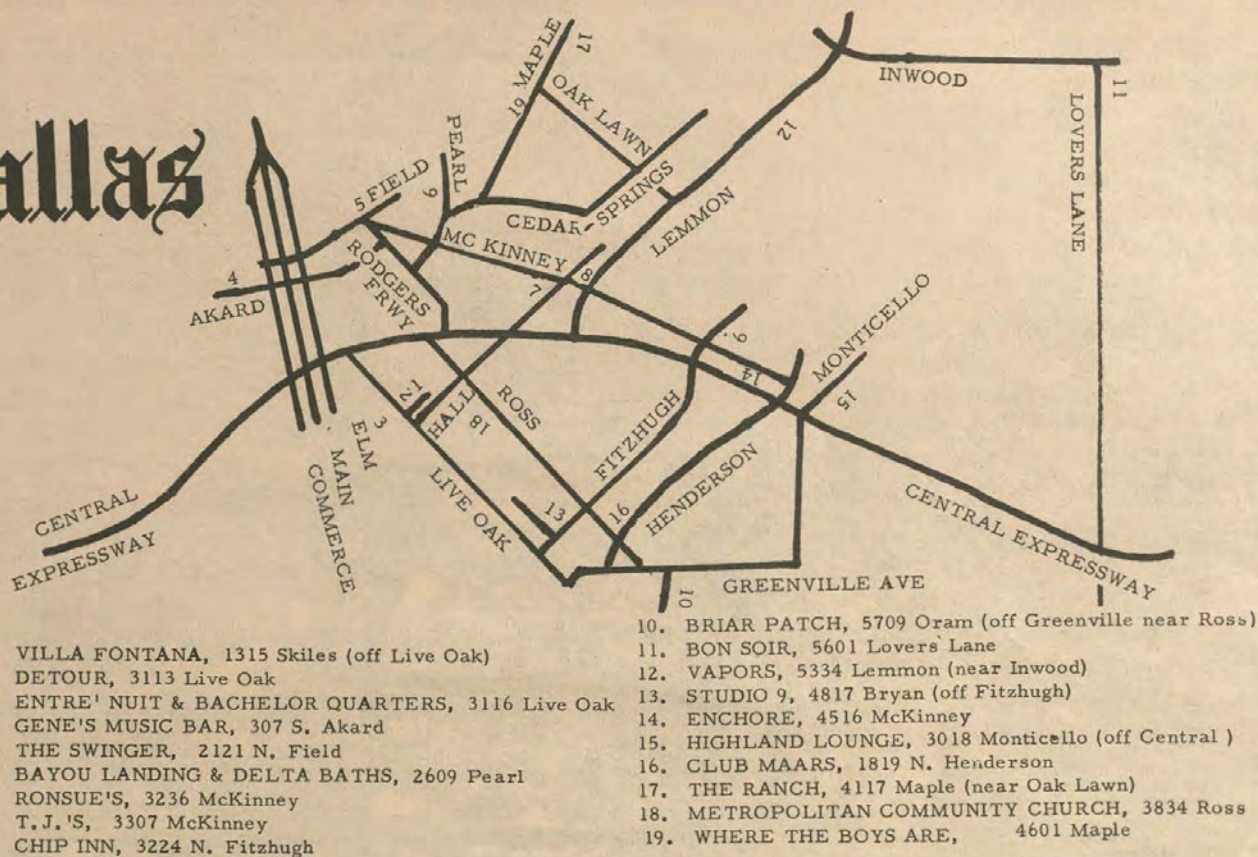 allas
17
MAPLE
19
OAK LAWN
INWOOD
11
12
LOVERS LANE
PEARL
5 FIELD
9
CEDAR-SPRINGS
LEMMON
4
AKARD
RODGERS
FRWY
MC KINNEY
7
8
MONTICELLO
9
14
15
1
2
3
HALL
18
ROSS
ELM
MAIN
COMMERCE
LIVE OAK
FITZHUGH
HENDERSON
13
16
CENTRAL
EXPRESSWAY
CENTRAL EXPRESSWAY
GREENVILLE AVE
10
VILLA FONTANA, 1315 Skiles (off Live Oak)
DETOUR, 3113 Live Oak
ENTRE' NUIT & BACHELOR QUARTERS, 3116 Live Oak
GENE'S MUSIC BAR, 307 S. Akard
THE SWINGER, 2121 N. Field
BAYOU LANDING & DELTA BATHS, 2609 Pearl
RONSUE'S, 3236 McKinney
T.J.'S, 3307 McKinney
CHIP INN, 3224 N. Fitzhugh
10. BRIAR PATCH, 5709 Oram (off Greenville near Ross)
11. BON SOIR, 5601 Lovers Lane
12. VAPORS, 5334 Lemmon (near Inwood)
13. STUDIO 9, 4817 Bryan (off Fitzhugh)
14. ENCHORE, 4516 McKinney
15. HIGHLAND LOUNGE, 3018 Monticello (off Central )
16. CLUB MAARS, 1819 N. Henderson
17. THE RANCH, 4117 Maple (near Oak Lawn)
18. METROPOLITAN COMMUNITY CHURCH, 3834 Ross
19. WHERE THE BOYS ARE, 4601 Maple